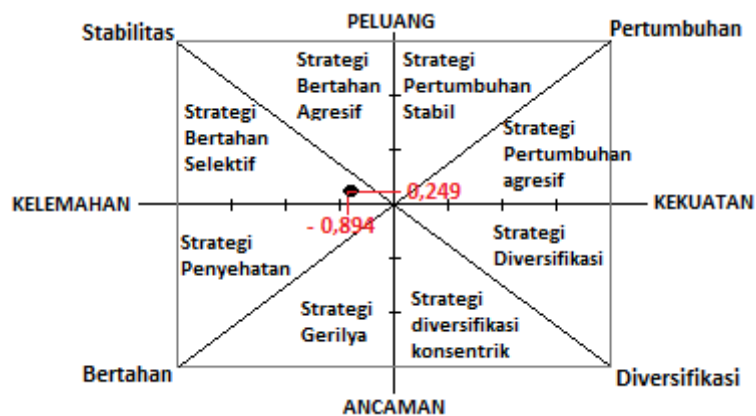 PELUANG
Stabilitas
Pertumbuhan
Strategi
Bertahan
Agresif
Strategi
Pertumbuhan
Stabil
Strategi
Bertahan
Selektif
Strategi
Pertumbuhan
agresif
KELEMAHAN
0,249
- 0,894
KEKUATAN
Strategi
Penyehatan
Strategi
Diversifikasi
Strategi
Gerilya
Strategi
diversifikasi
konsentrik
Bertahan
Diversifikasi
ANCAMAN